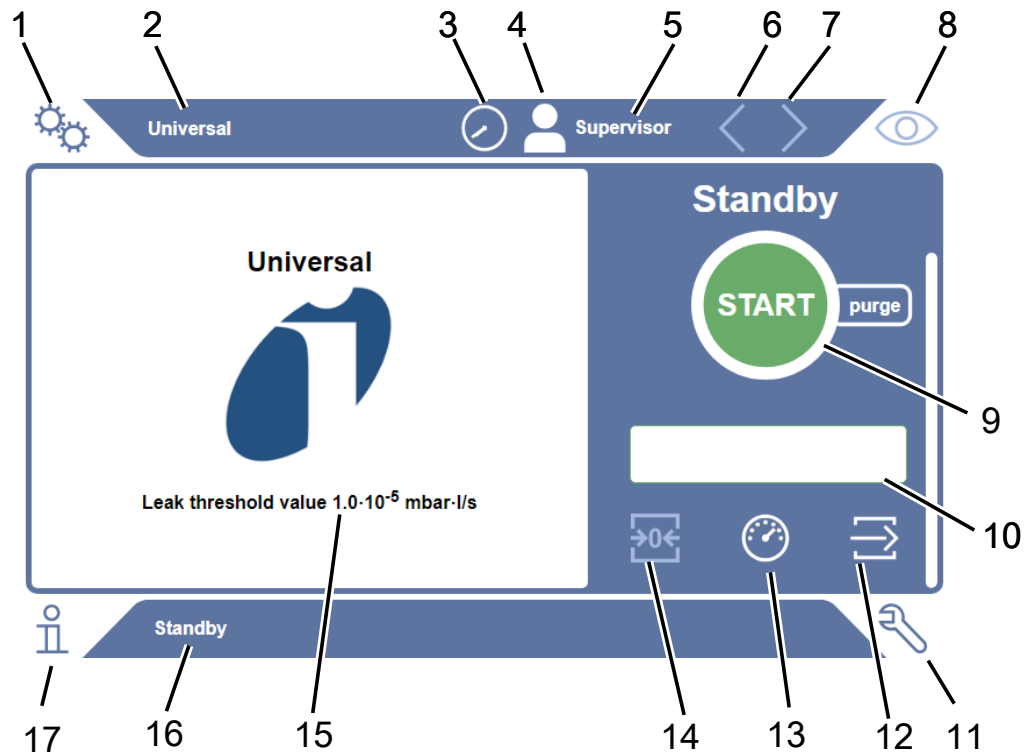 1 2 3 4 5 6 7 8
Universal Supervisor
Standby
Universal
START purge
9
Leak threshold value 1.0·10⁻⁵ mbar·l/s
10
→0←
Standby
17 16 15 14 13 12 11